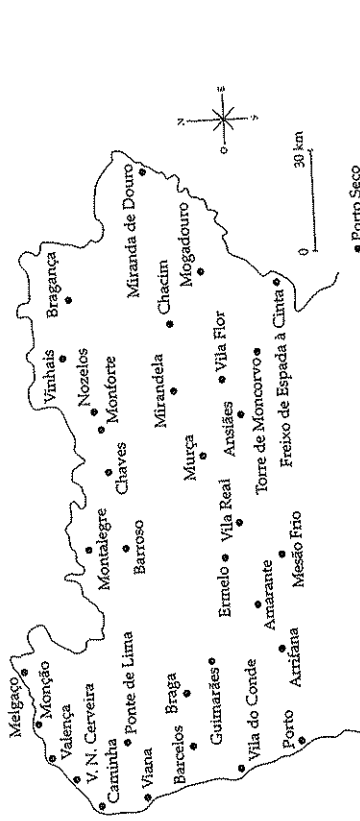 Melgaço
Monção
Valença
V. N. Cerveira
Caminha
Ponte de Lima
Viana
Braga
Barcelos
Guimarães
Vila do Conde
Porto
Arrifana
Amarante
Mesão Frio
Ermelo
Vila Real
Montalegre
Barroso
Chaves
Monforte
Nozelos
Vinhais
Bragança
Miranda de Douro
Chacim
Mogadouro
Mirandela
Murça
Vila Flor
Ansiães
Torre de Moncorvo
Freixo de Espada à Cinta
Porto Seco
N
E
S
O
0 30 km